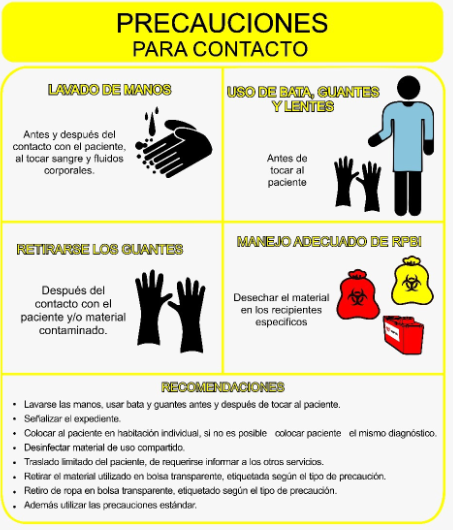 PRECAUCIONES
PARA CONTACTO
LAVADO DE MANOS
Antes y después del
contacto con el paciente,
al tocar sangre y fluidos
corporales.
USO DE BATA, GUANTES
Y LENTES
Antes de
tocar al
paciente
RETIRARSE LOS GUANTES
Después del
contacto con el
paciente y/o material
contaminado.
MANEJO ADECUADO DE RPBI
Desechar el material
en los recipientes
específicos
RECOMENDACIONES
• Lavarse las manos, usar bata y guantes antes y después de tocar al paciente.
• Señalizar el expediente.
• Colocar al paciente en habitación individual, si no es posible colocar paciente el mismo diagnóstico.
• Desinfectar material de uso compartido.
• Traslado limitado del paciente, de requerirse informar a los otros servicios.
• Retirar el material utilizado en bolsa transparente, etiquetada según el tipo de precaución.
• Retiro de ropa en bolsa transparente, etiquetado según el tipo de precaución.
• Además utilizar las precauciones estándar.